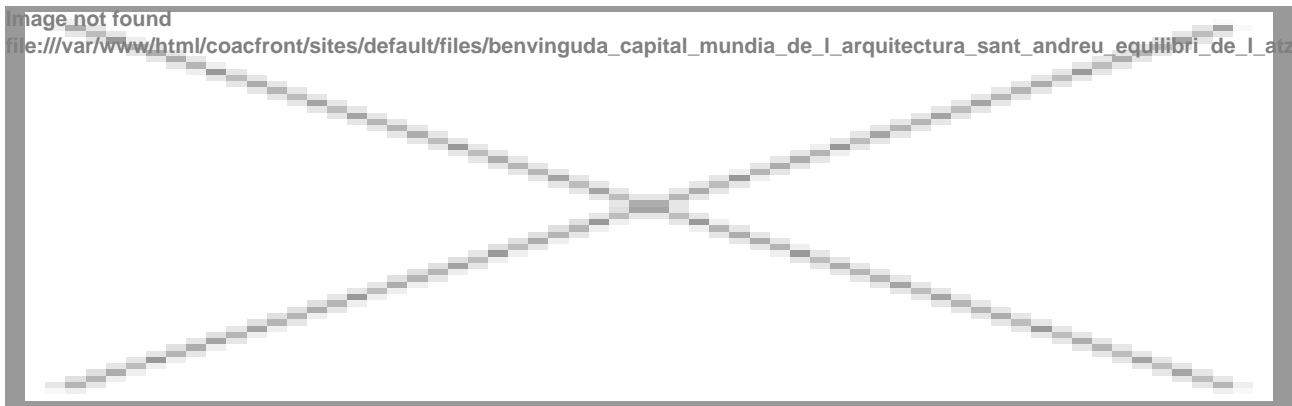 Image not found
file:///var/www/html/coacfront/sites/default/files/benvinguda_capital_mundia_de_l_arquitectura_sant_andreu_equilibri_de_l_atz